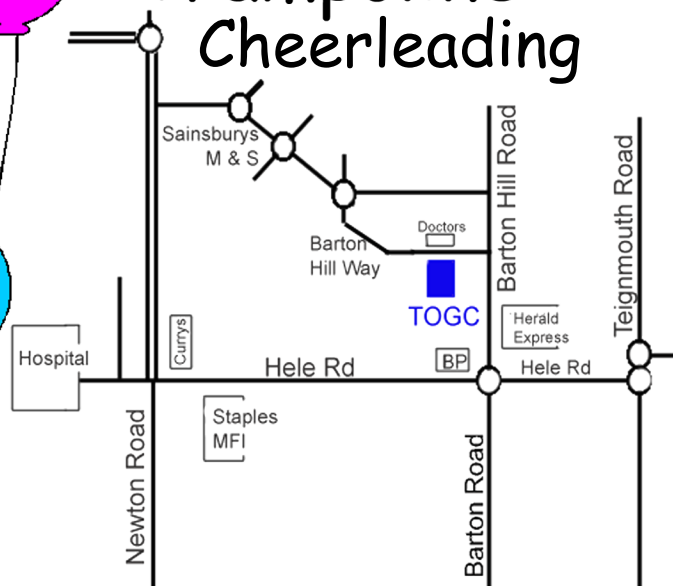 Cheerleading
Sainsburys
M & S
Barton Hill Road
Teignmouth Road
Doctors
Barton
Hill Way
TOGC
Herald
Express
Currys
Hospital
Hele Rd
BP
Hele Rd
Staples
MFI
Newton Road
Barton Road